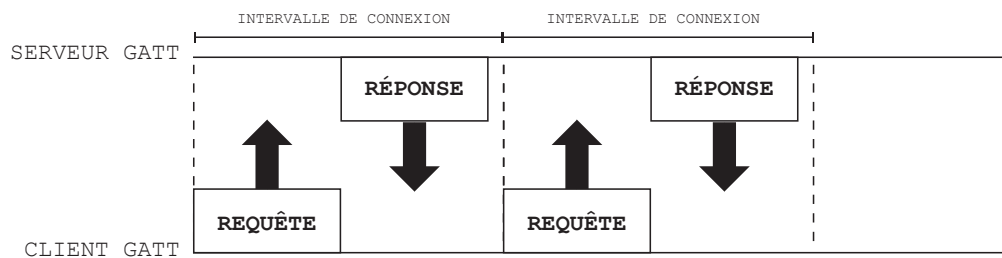 INTERVALLE DE CONNEXION INTERVALLE DE CONNEXION
SERVEUR GATT
RÉPONSE RÉPONSE
REQUÊTE REQUÊTE
CLIENT GATT